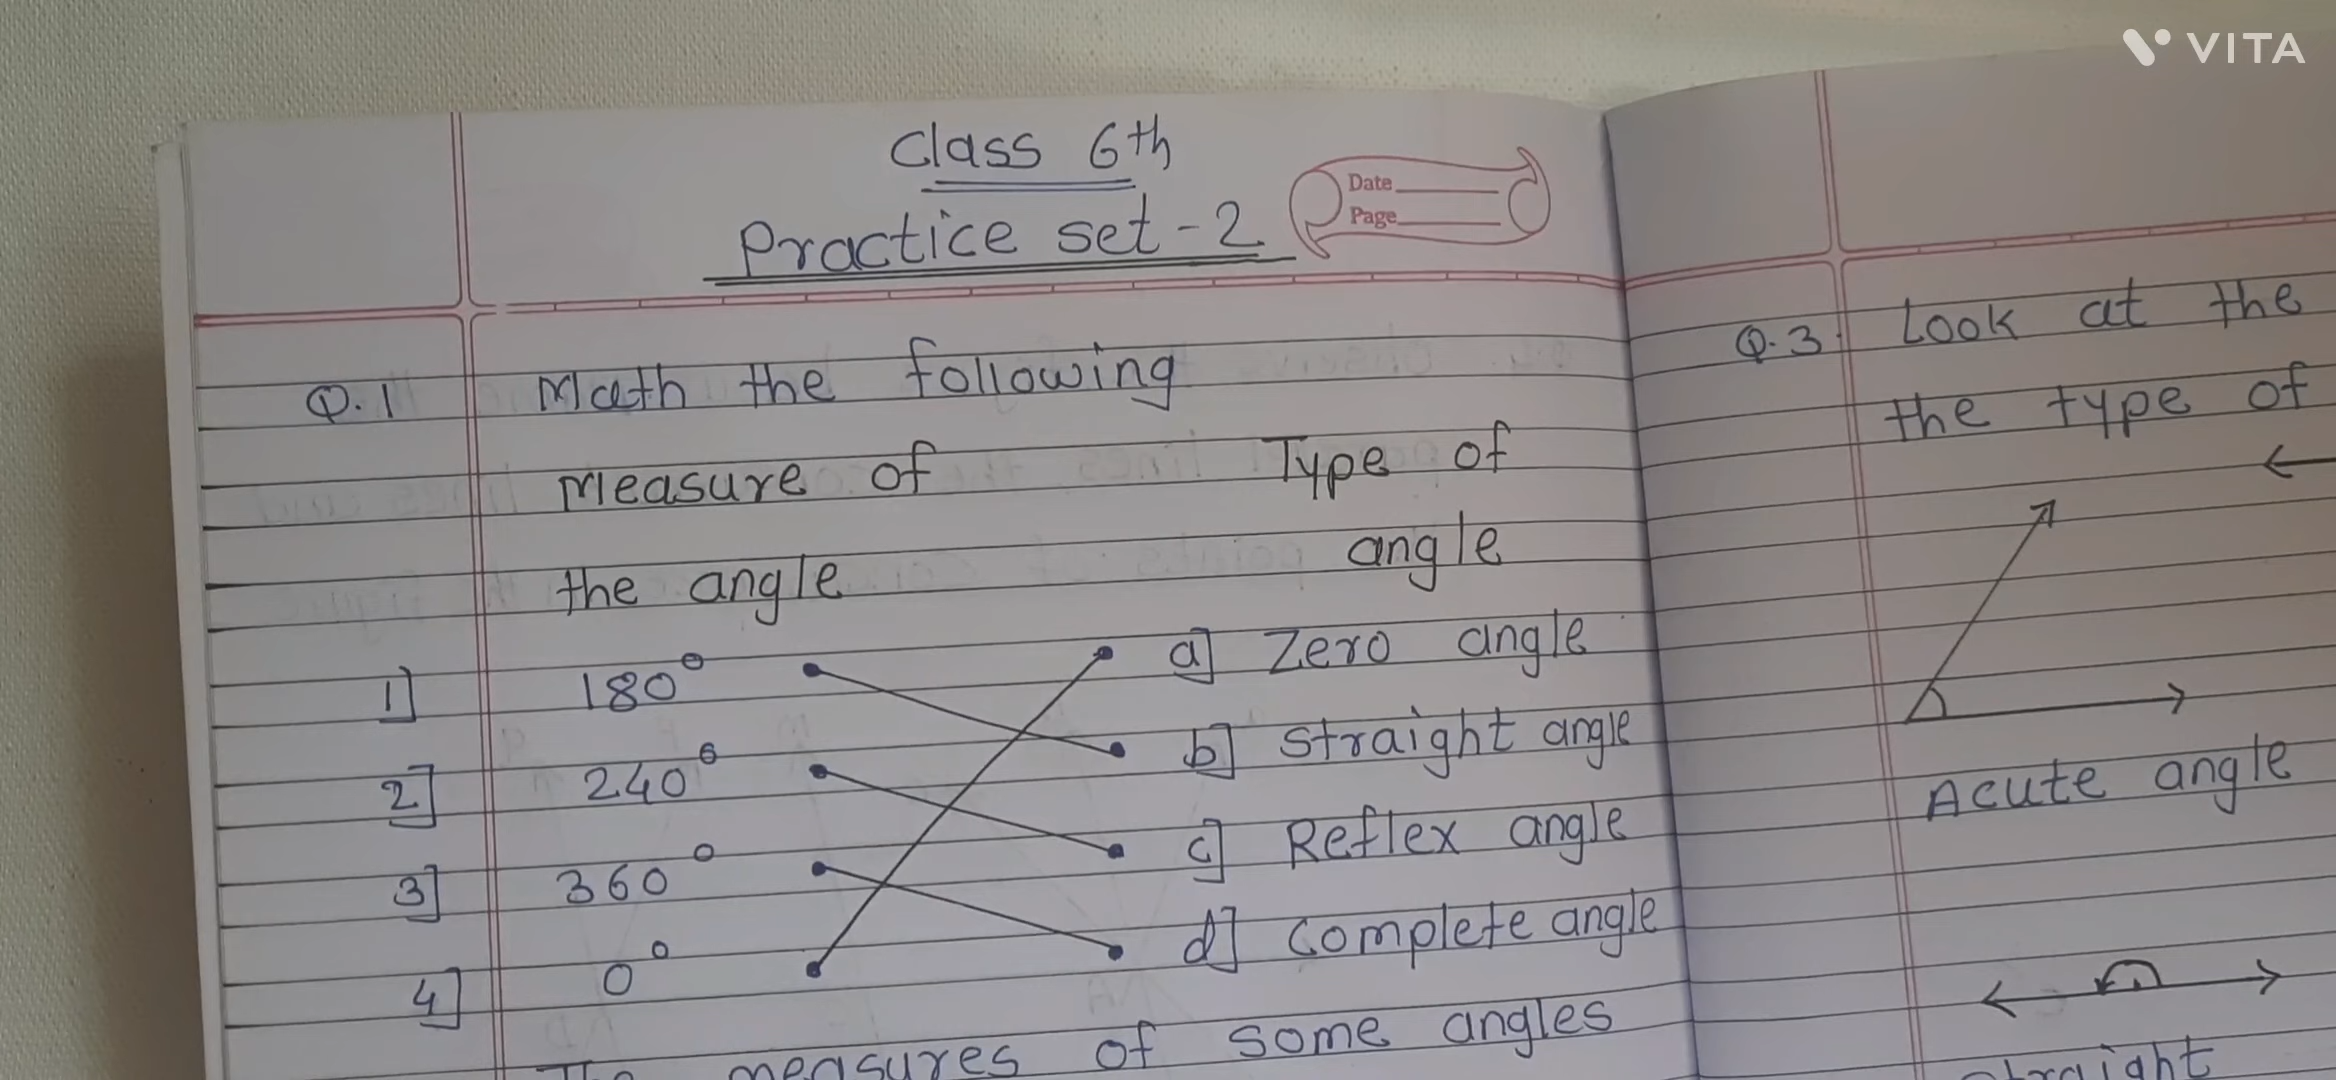 VITA
Class 6th
Practice set - 2
Date
Page
Q.1 Math the following
Measure of Type of
the angle angle
1] 180° a] Zero angle
2] 240° b] straight angle
3] 360° c] Reflex angle
4] 0° d] complete angle
The measures of some angles
Q.3. Look at the
the type of
Acute angle
straight